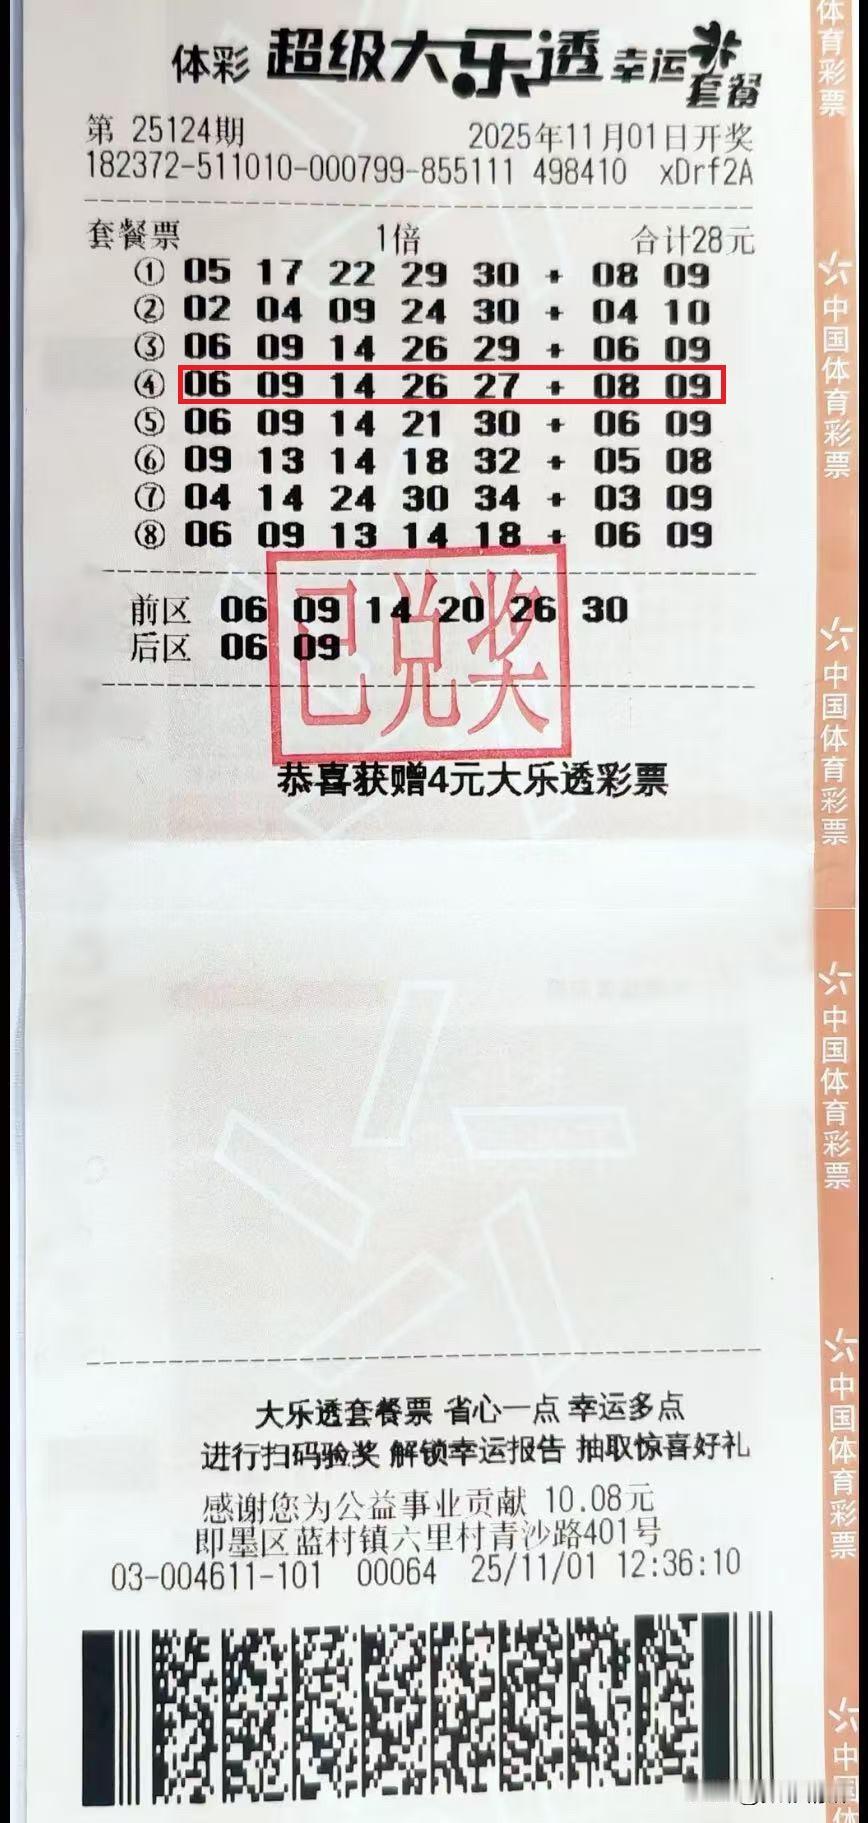 体彩 超级大乐透 幸运套餐
第 25124期 2025年11月01日开奖
182372-511010-000799-855111 498410 xDrf2A
套餐票 1倍 合计28元
① 05 17 22 29 30 + 08 09
② 02 04 09 24 30 + 04 10
③ 06 09 14 26 29 + 06 09
④ 06 09 14 26 27 + 08 09
⑤ 06 09 14 21 30 + 06 09
⑥ 09 13 14 18 32 + 05 08
⑦ 04 14 24 30 34 + 03 09
⑧ 06 09 13 14 18 + 06 09
前区 06 09 14 20 26 30
后区 06 09
已兑奖
恭喜获赠4元大乐透彩票
大乐透套餐票 省心一点 幸运多点
进行扫码验奖 解锁幸运报告 抽取惊喜好礼
感谢您为公益事业贡献 10.08元
即墨区蓝村镇六里村青沙路401号
03-004611-101 00064 25/11/01 12:36:10
体育彩票
中国体育彩票
中国体育彩票
中国体育彩票
中国体育彩票
中体